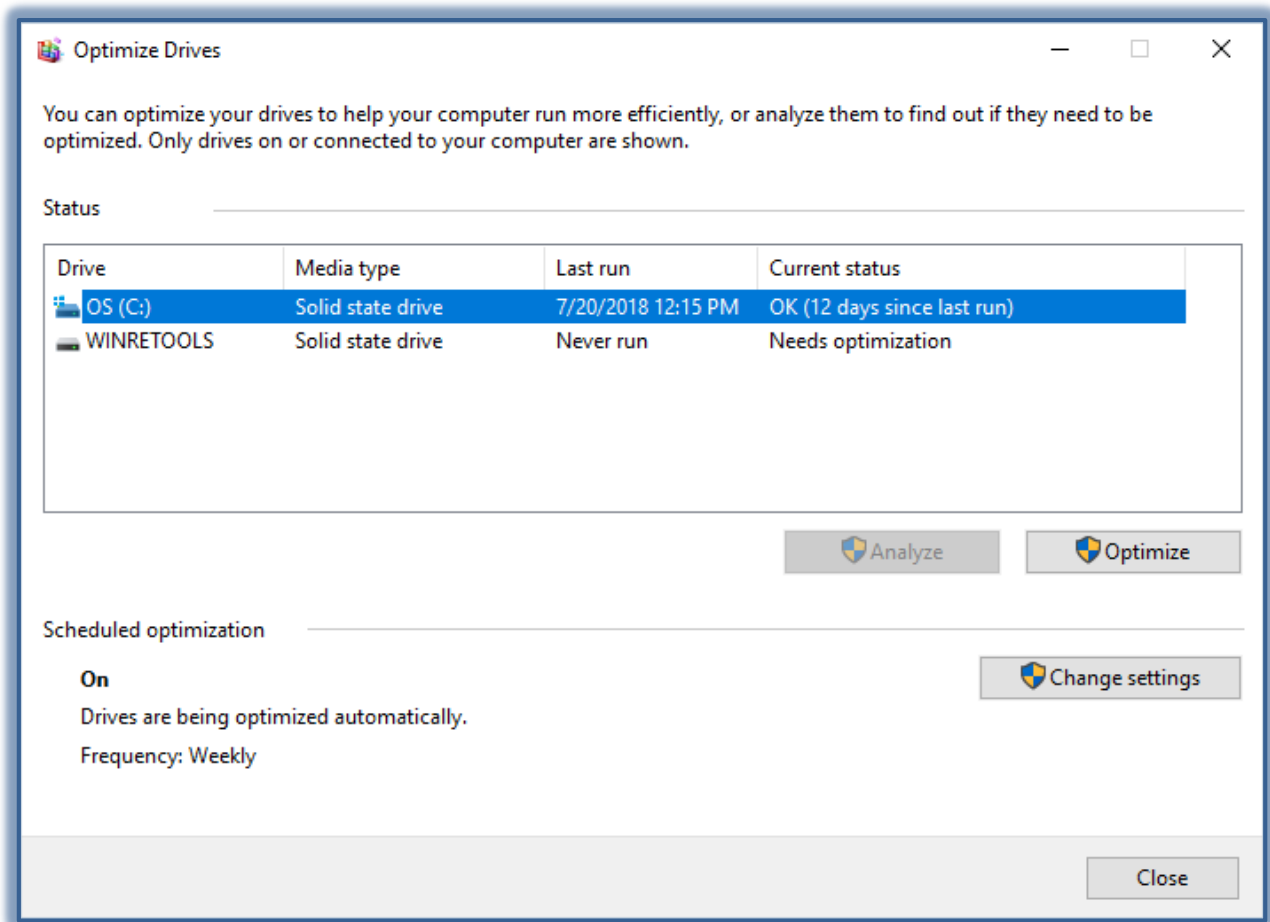 Optimize Drives
You can optimize your drives to help your computer run more efficiently, or analyze them to find out if they need to be
optimized. Only drives on or connected to your computer are shown.
Status
Drive Media type Last run Current status
OS (C:) Solid state drive 7/20/2018 12:15 PM OK (12 days since last run)
WINRETOOLS Solid state drive Never run Needs optimization
Analyze Optimize
Scheduled optimization
On
Change settings
Drives are being optimized automatically.
Frequency: Weekly
Close